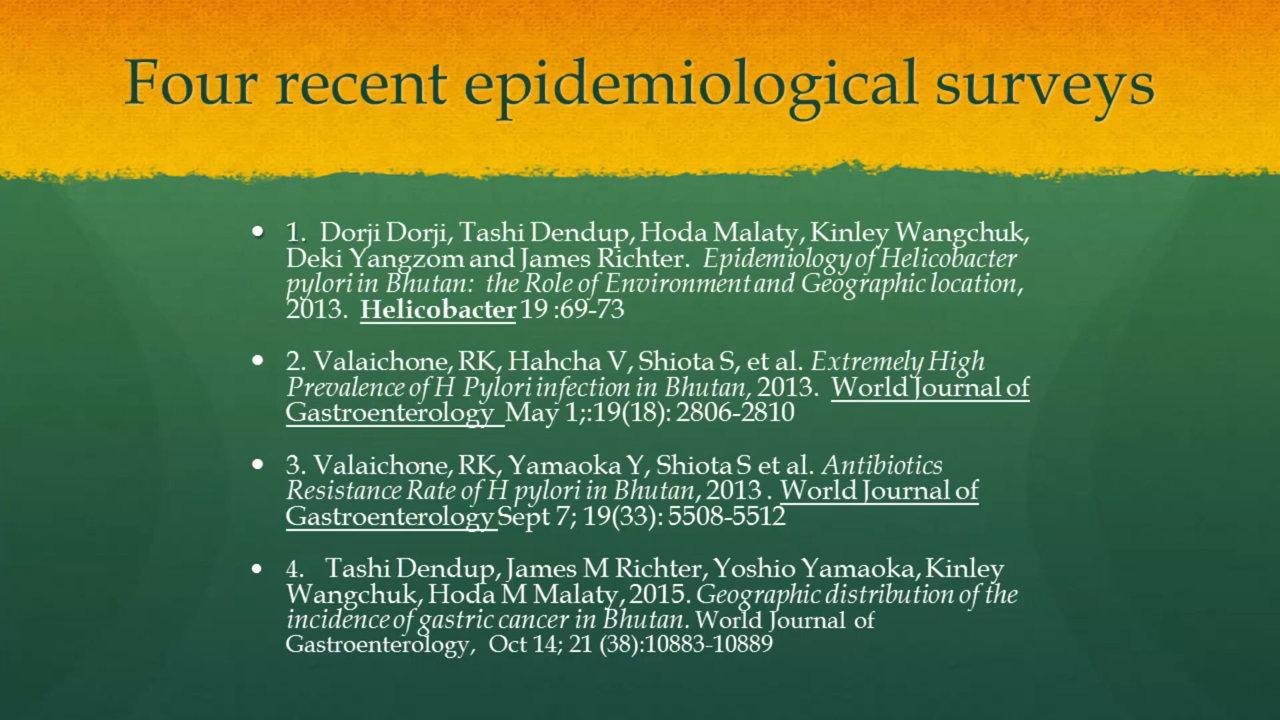 Four recent epidemiological surveys
• 1. Dorji Dorji, Tashi Dendup, Hoda Malaty, Kinley Wangchuk,
Deki Yangzom and James Richter. Epidemiology of Helicobacter
pylori in Bhutan: the Role of Environment and Geographic location,
2013. Helicobacter 19 :69-73
• 2. Valaichone, RK, Hahcha V, Shiota S, et al. Extremely High
Prevalence of H Pylori infection in Bhutan, 2013. World Journal of
Gastroenterology May 1;:19(18): 2806-2810
• 3. Valaichone, RK, Yamaoka Y, Shiota S et al. Antibiotics
Resistance Rate of H pylori in Bhutan, 2013 . World Journal of
Gastroenterology Sept 7; 19(33): 5508-5512
• 4. Tashi Dendup, James M Richter, Yoshio Yamaoka, Kinley
Wangchuk, Hoda M Malaty, 2015. Geographic distribution of the
incidence of gastric cancer in Bhutan. World Journal of
Gastroenterology, Oct 14; 21 (38):10883-10889